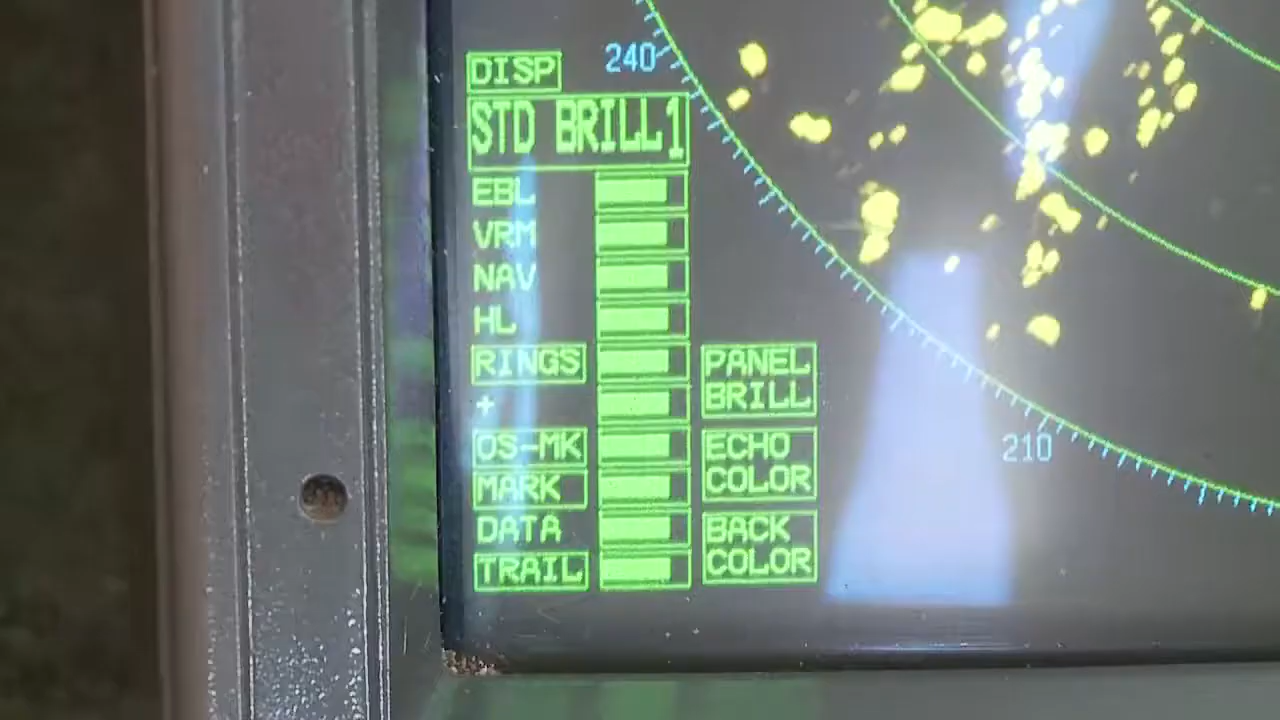 240
DISP
STD BRILL1
EBL
VRM
NAV
HL
RINGS
+
OS-MK
MARK
DATA
TRAIL
PANEL
BRILL
ECHO
COLOR
BACK
COLOR
210